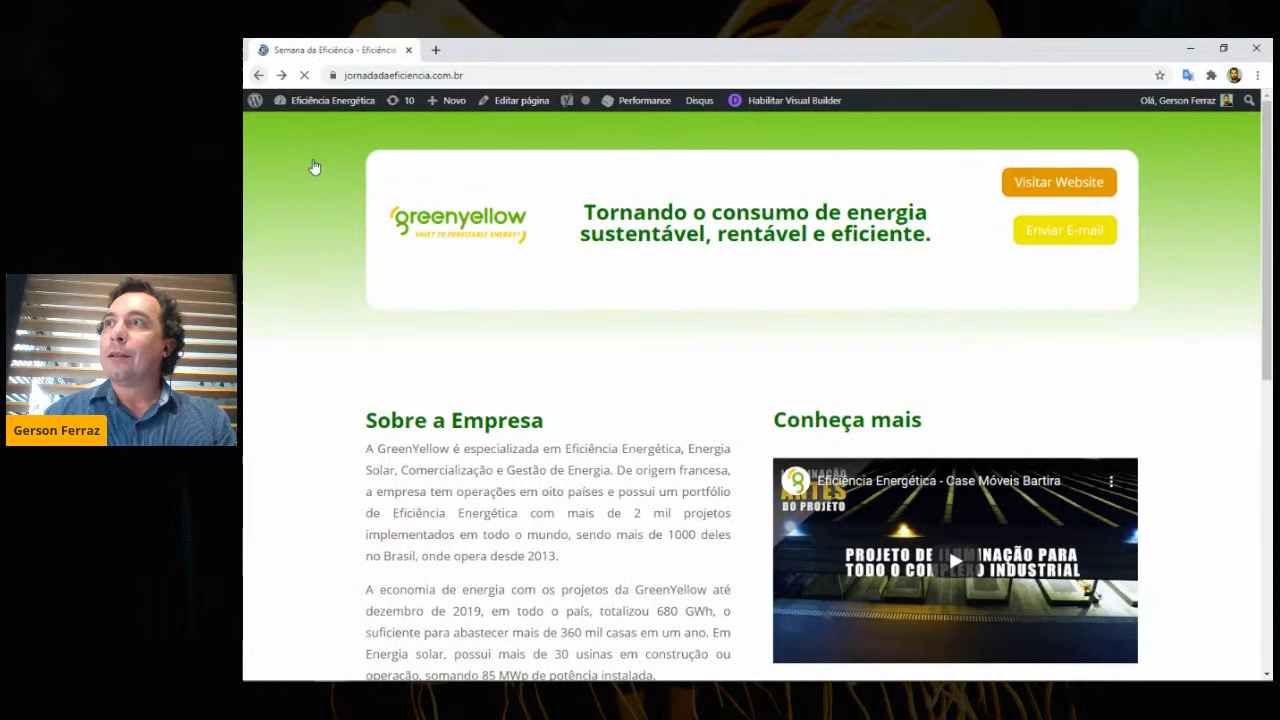 Semana da Eficiência - Eficiênc
jornadadaeficiencia.com.br
Eficiência Energética 10 Novo Editar página Performance Disqus D Habilitar Visual Builder Olá, Gerson Ferraz
greenyellow
SHIFT TO PROFITABLE ENERGY!
Tornando o consumo de energia
sustentável, rentável e eficiente.
Visitar Website
Enviar E-mail
Gerson Ferraz
Sobre a Empresa
A GreenYellow é especializada em Eficiência Energética, Energia
Solar, Comercialização e Gestão de Energia. De origem francesa,
a empresa tem operações em oito países e possui um portfólio
de Eficiência Energética com mais de 2 mil projetos
implementados em todo o mundo, sendo mais de 1000 deles
no Brasil, onde opera desde 2013.
A economia de energia com os projetos da GreenYellow até
dezembro de 2019, em todo o país, totalizou 680 GWh, o
suficiente para abastecer mais de 360 mil casas em um ano. Em
Energia solar, possui mais de 30 usinas em construção ou
operação, somando 85 MWp de potência instalada.
Conheça mais
Eficiência Energética - Case Móveis Bartira
ILUMINAÇÃO
ANTES
DO PROJETO
PROJETO DE ILUMINAÇÃO PARA
TODO O COMPLEXO INDUSTRIAL